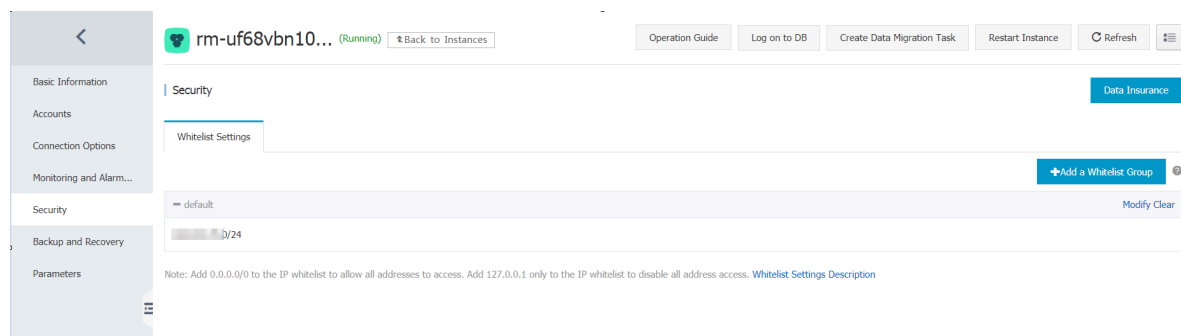 rm-uf68vbn10... (Running) Back to Instances
Operation Guide
Log on to DB
Create Data Migration Task
Restart Instance
Refresh
Basic Information
Accounts
Connection Options
Monitoring and Alarm...
Security
Backup and Recovery
Parameters
Security
Data Insurance
Whitelist Settings
+Add a Whitelist Group
default
Modify Clear
0/24
Note: Add 0.0.0.0/0 to the IP whitelist to allow all addresses to access. Add 127.0.0.1 only to the IP whitelist to disable all address access. Whitelist Settings Description